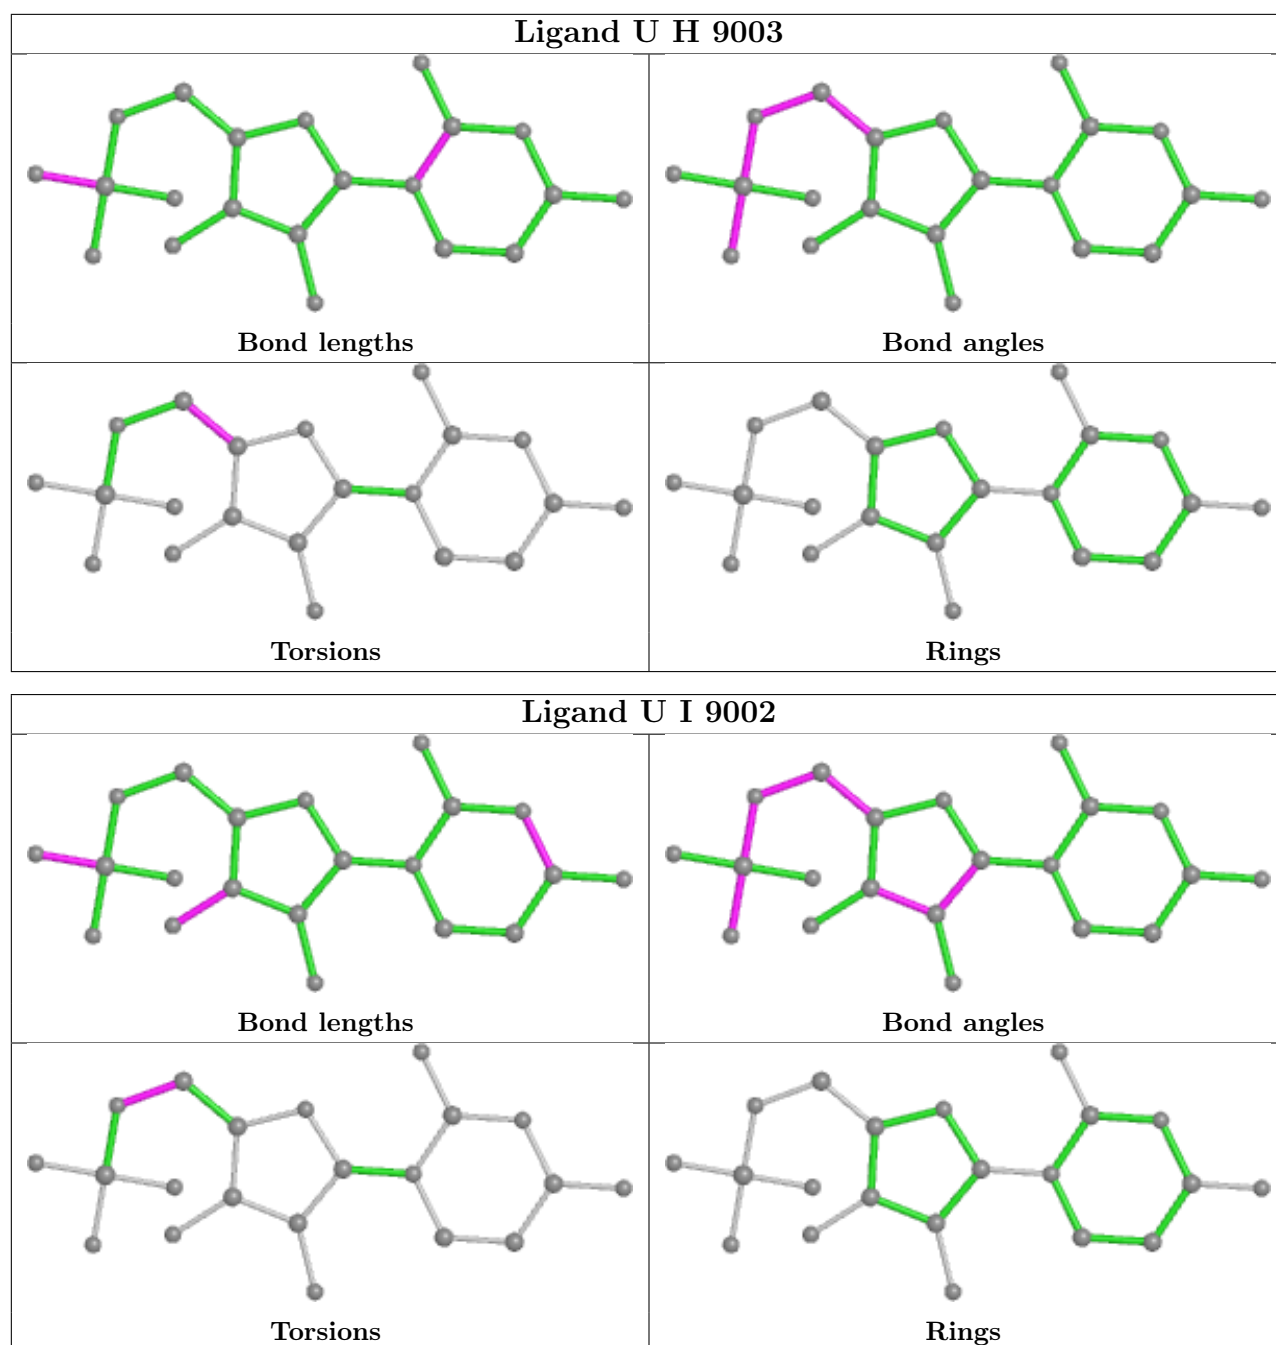 Ligand U H 9003
Bond lengths
Bond angles
Torsions
Rings
Ligand U I 9002
Bond lengths
Bond angles
Torsions
Rings